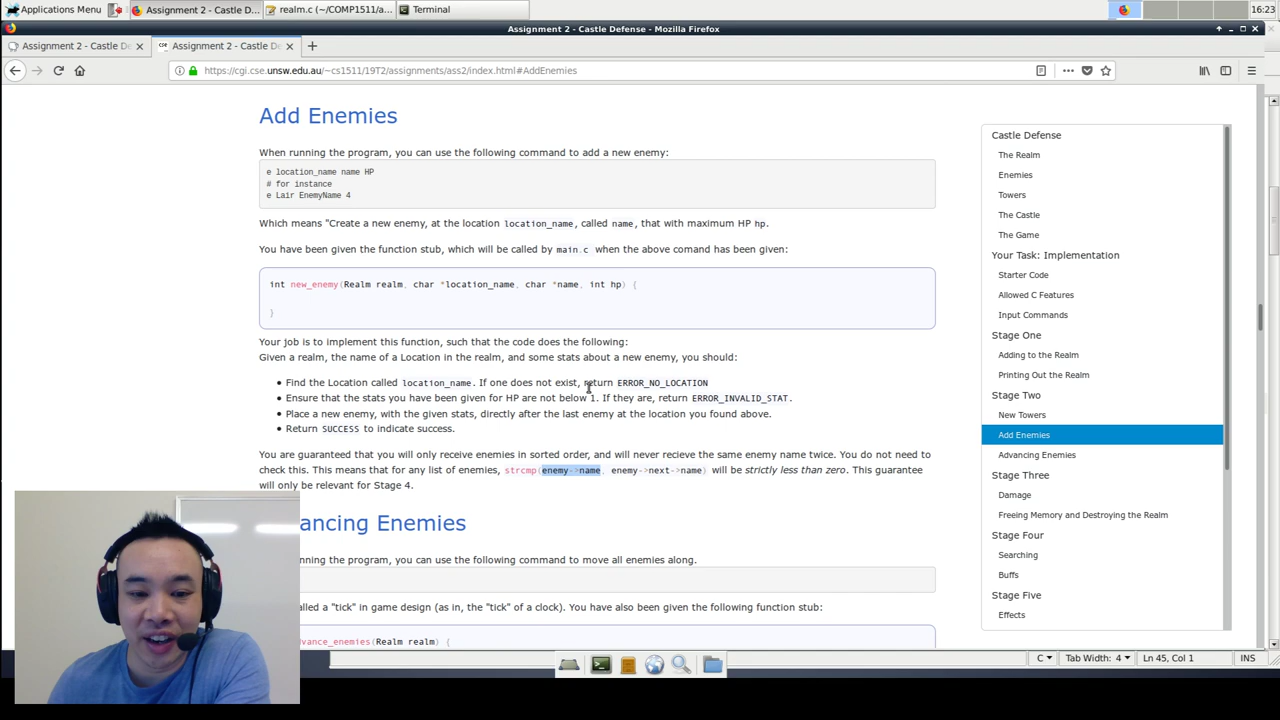 Applications Menu
Assignment 2 - Castle D...
realm.c (~/COMP1511/a...
Terminal
16:23
Assignment 2 - Castle Defense - Mozilla Firefox
Assignment 2 - Castle De
Assignment 2 - Castle De
https://cgi.cse.unsw.edu.au/~cs1511/19T2/assignments/ass2/index.html#AddEnemies
Add Enemies
When running the program, you can use the following command to add a new enemy:
e location_name name HP
# for instance
e Lair EnemyName 4
Which means "Create a new enemy, at the location location_name, called name, that with maximum HP hp.
You have been given the function stub, which will be called by main.c when the above comand has been given:
int new_enemy(Realm realm, char *location_name, char *name, int hp) {
}
Your job is to implement this function, such that the code does the following:
Given a realm, the name of a Location in the realm, and some stats about a new enemy, you should:
• Find the Location called location_name. If one does not exist, return ERROR_NO_LOCATION
• Ensure that the stats you have been given for HP are not below 1. If they are, return ERROR_INVALID_STAT.
• Place a new enemy, with the given stats, directly after the last enemy at the location you found above.
• Return SUCCESS to indicate success.
You are guaranteed that you will only receive enemies in sorted order, and will never recieve the same enemy name twice. You do not need to
check this. This means that for any list of enemies, strcmp(enemy->name, enemy->next->name) will be strictly less than zero. This guarantee
will only be relevant for Stage 4.
ancing Enemies
nning the program, you can use the following command to move all enemies along.
alled a "tick" in game design (as in, the "tick" of a clock). You have also been given the following function stub:
dvance_enemies(Realm realm) {
Castle Defense
The Realm
Enemies
Towers
The Castle
The Game
Your Task: Implementation
Starter Code
Allowed C Features
Input Commands
Stage One
Adding to the Realm
Printing Out the Realm
Stage Two
New Towers
Add Enemies
Advancing Enemies
Stage Three
Damage
Freeing Memory and Destroying the Realm
Stage Four
Searching
Buffs
Stage Five
Effects
C
Tab Width: 4
Ln 45, Col 1
INS